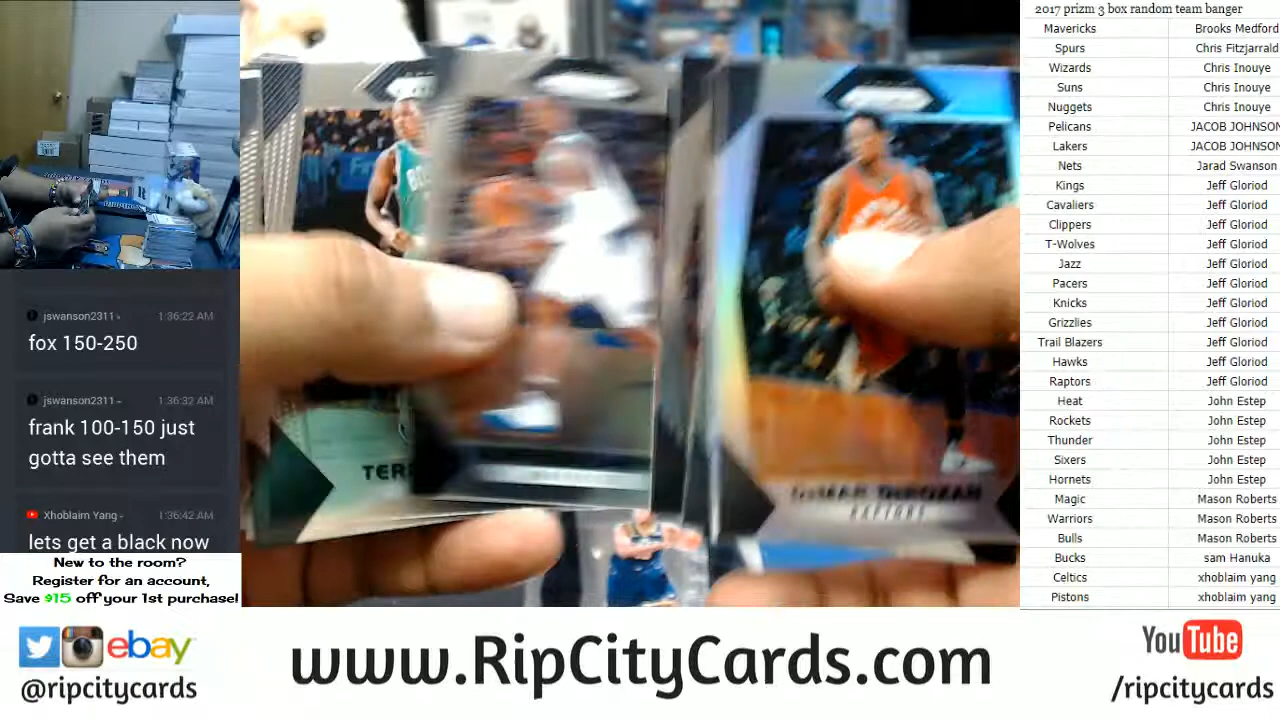 2017 prizm 3 box random team banger
Mavericks Brooks Medford
Spurs Chris Fitzjarrald
Wizards Chris Inouye
Suns Chris Inouye
Nuggets Chris Inouye
Pelicans JACOB JOHNSON
Lakers JACOB JOHNSON
Nets Jarad Swanson
Kings Jeff Gloriod
Cavaliers Jeff Gloriod
Clippers Jeff Gloriod
T-Wolves Jeff Gloriod
Jazz Jeff Gloriod
Pacers Jeff Gloriod
Knicks Jeff Gloriod
Grizzlies Jeff Gloriod
Trail Blazers Jeff Gloriod
Hawks Jeff Gloriod
Raptors Jeff Gloriod
Heat John Estep
Rockets John Estep
Thunder John Estep
Sixers John Estep
Hornets John Estep
Magic Mason Roberts
Warriors Mason Roberts
Bulls Mason Roberts
Bucks sam Hanuka
Celtics xhoblaim yang
Pistons xhoblaim yang
jswanson2311 1:36:22 AM
fox 150-250
jswanson2311 1:36:32 AM
frank 100-150 just
gotta see them
Xhoblaim Yang 1:36:42 AM
lets get a black now
New to the room?
Register for an account,
Save $15 off your 1st purchase!
TER
DeMAR DeROZAN
RAPTORS
ebay
@ripcitycards
www.RipCityCards.com
YouTube
/ripcitycards